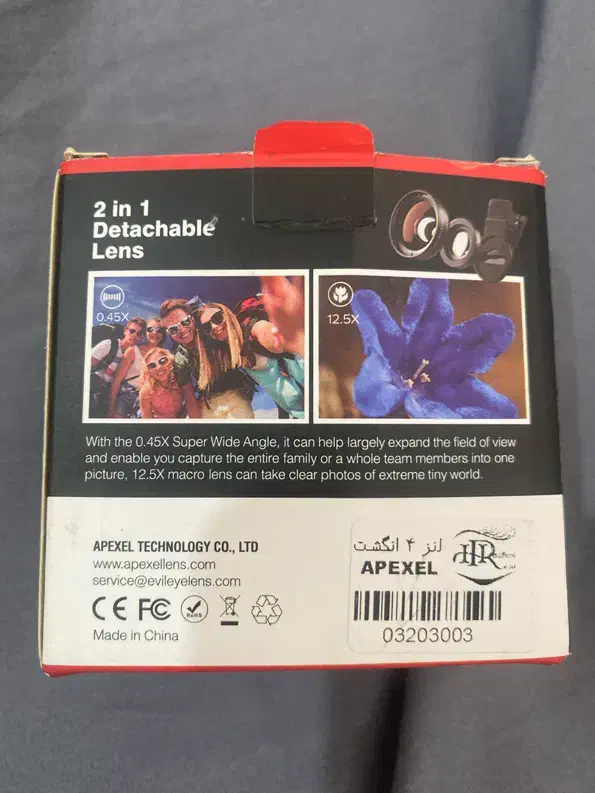 2 in 1
Detachable
Lens
0.45X
12.5X
With the 0.45X Super Wide Angle, it can help largely expand the field of view
and enable you capture the entire family or a whole team members into one
picture, 12.5X macro lens can take clear photos of extreme tiny world.
APEXEL TECHNOLOGY CO., LTD
www.apexellens.com
service@evileyelens.com
CE FC RoHS
Made in China
لنز ۴ انگشت
APEXEL
03203003